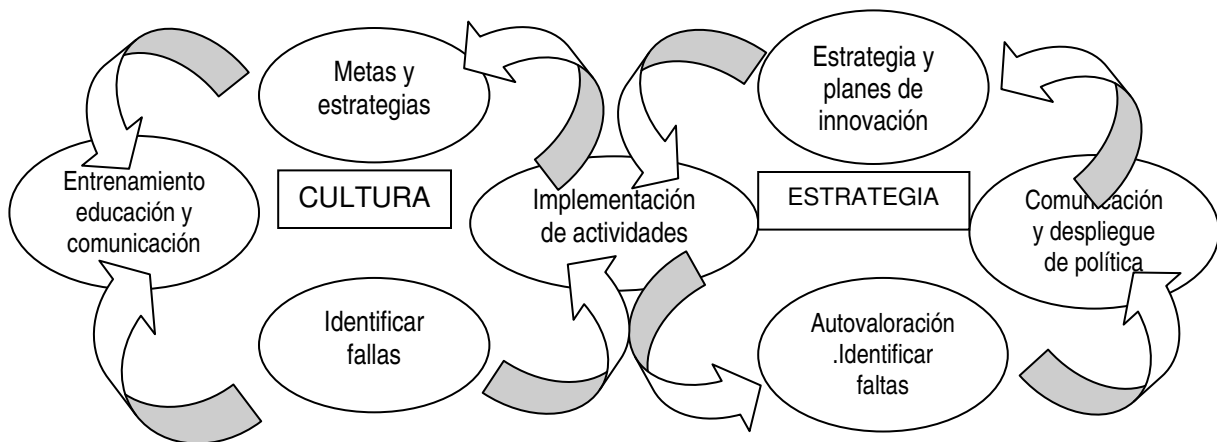 Metas y
estrategias
Estrategia y
planes de
innovación
Entrenamiento
educación y
comunicación
CULTURA
Implementación
de actividades
ESTRATEGIA
Comunicación
y despliegue
de política
Identificar
fallas
Autovaloración
.Identificar
faltas